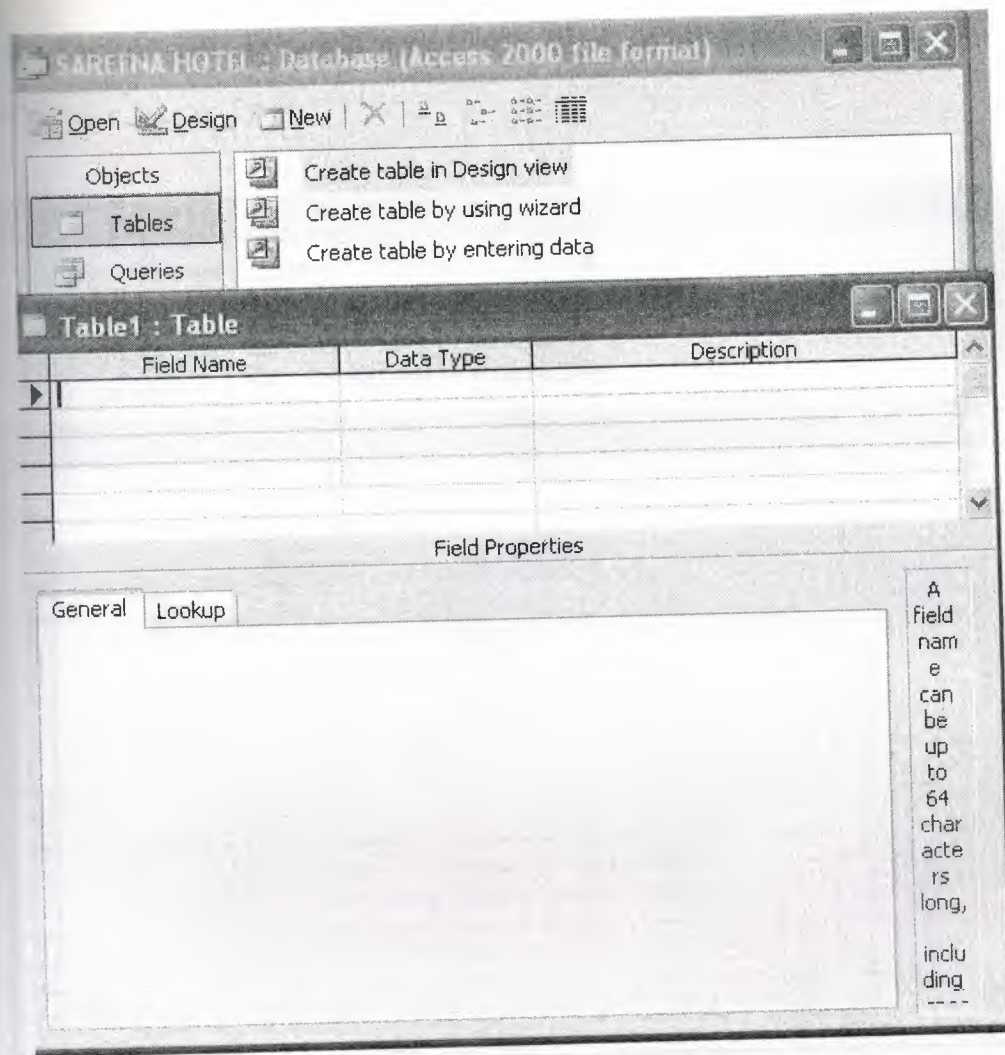 SAREENA HOTEL : Database (Access 2000 file format)
Open Design New
Objects
Create table in Design view
Tables
Create table by using wizard
Queries
Create table by entering data
Table1 : Table
Field Name Data Type Description
Field Properties
General Lookup
A
field
nam
e
can
be
up
to
64
char
acte
rs
long,
inclu
ding